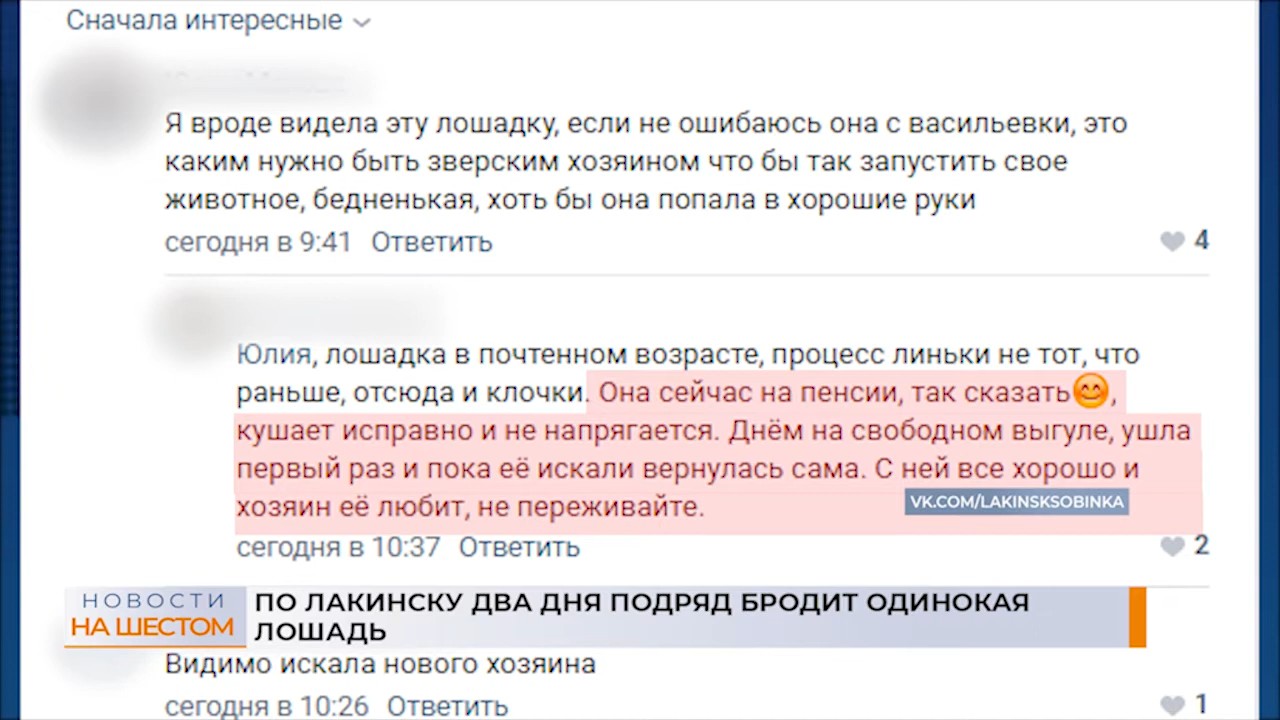 Сначала интересные
Я вроде видела эту лошадку, если не ошибаюсь она с васильевки, это
каким нужно быть зверским хозяином что бы так запустить свое
животное, бедненькая, хоть бы она попала в хорошие руки
сегодня в 9:41 Ответить
4
Юлия, лошадка в почтенном возрасте, процесс линьки не тот, что
раньше, отсюда и клочки. Она сейчас на пенсии, так сказать😊,
кушает исправно и не напрягается. Днём на свободном выгуле, ушла
первый раз и пока её искали вернулась сама. С ней все хорошо и
хозяин её любит, не переживайте.
VK.COM/LAKINSKSOBINKA
сегодня в 10:37 Ответить
2
НОВОСТИ
НА ШЕСТОМ
ПО ЛАКИНСКУ ДВА ДНЯ ПОДРЯД БРОДИТ ОДИНОКАЯ
ЛОШАДЬ
Видимо искала нового хозяина
сегодня в 10:26 Ответить
1